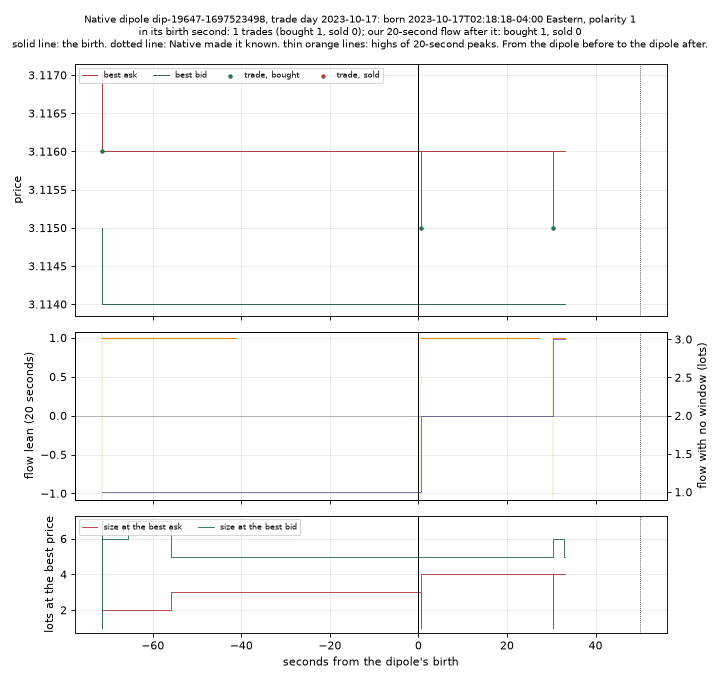 Native dipole dip-19647-1697523498, trade day 2023-10-17: born 2023-10-17T02:18:18-04:00 Eastern, polarity 1
in its birth second: 1 trades (bought 1, sold 0); our 20-second flow after it: bought 1, sold 0
solid line: the birth. dotted line: Native made it known. thin orange lines: highs of 20-second peaks. From the dipole before to the dipole after.
best ask best bid trade, bought trade, sold
3.1170
3.1165
3.1160
3.1155
3.1150
3.1145
3.1140
price
1.0
0.5
0.0
−0.5
−1.0
flow lean (20 seconds)
3.0
2.5
2.0
1.5
1.0
flow with no window (lots)
size at the best ask size at the best bid
6
4
2
lots at the best price
−60 −40 −20 0 20 40
seconds from the dipole's birth